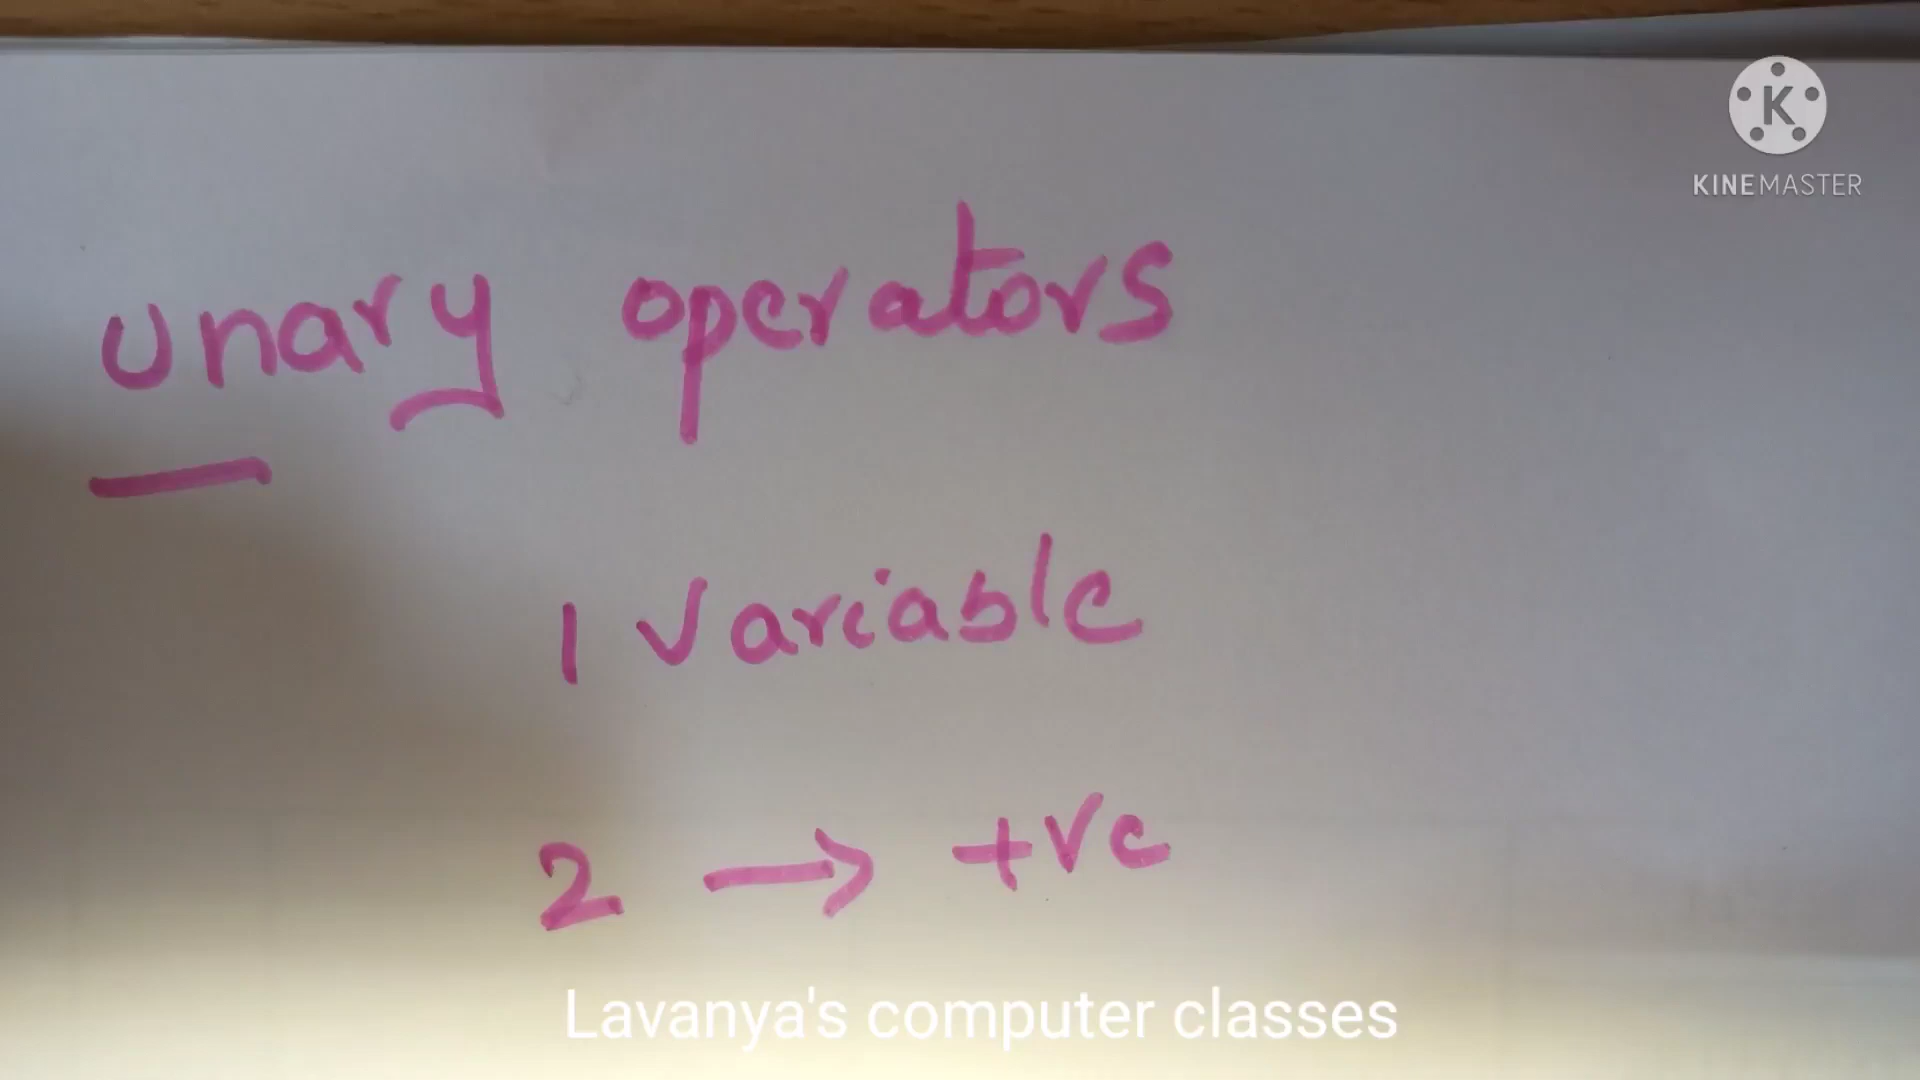 K
KINEMASTER
unary operators
1 Variable
2 → +ve
Lavanya's computer classes